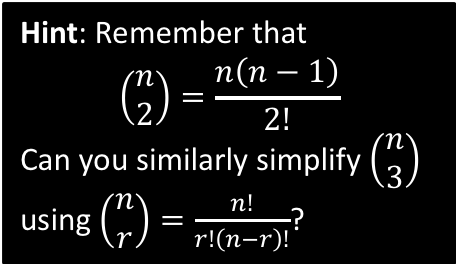 Hint: Remember that
(n 2) = n(n − 1) / 2!
Can you similarly simplify (n 3)
using (n r) = n! / r!(n−r)!?